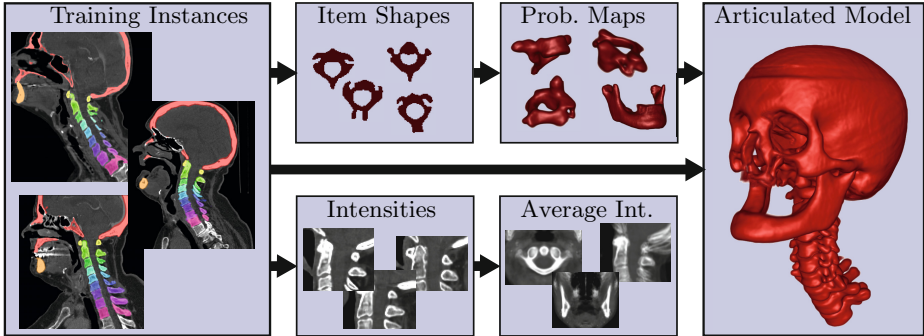 Training Instances
Item Shapes
Prob. Maps
Articulated Model
Intensities
Average Int.